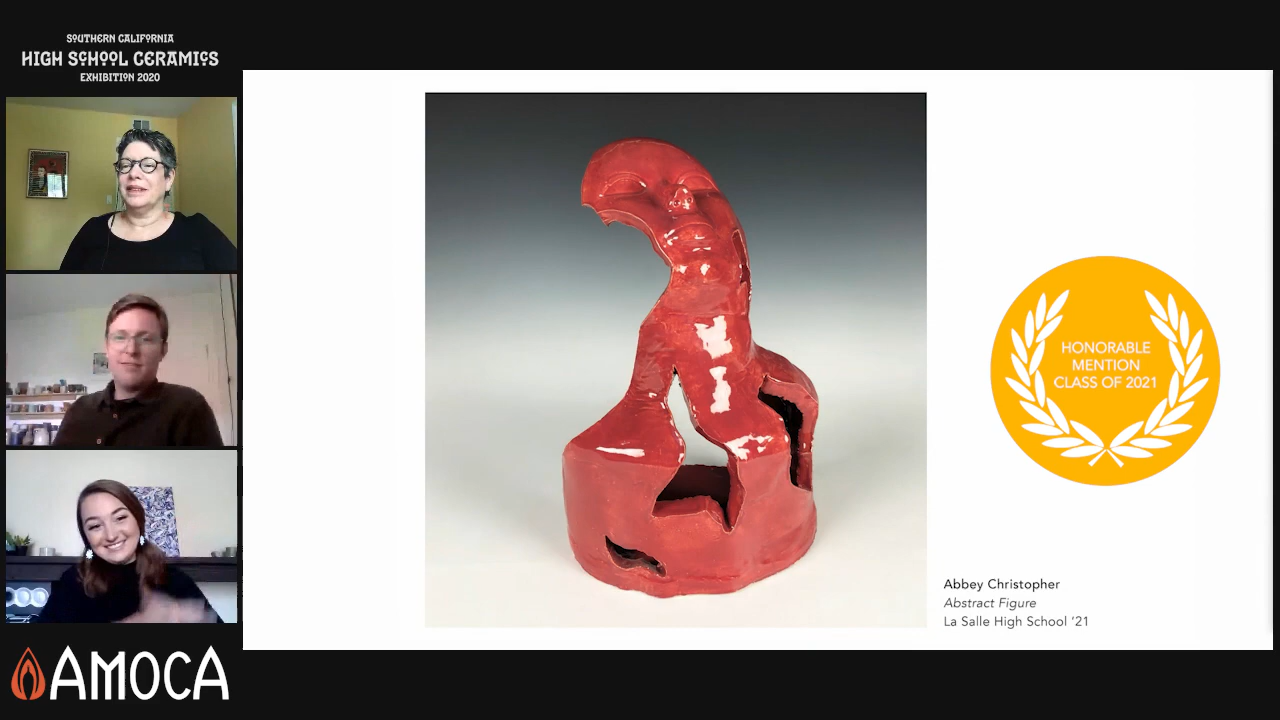 SOUTHERN CALIFORNIA
HIGH SCHOOL CERAMICS
EXHIBITION 2020
AMOCA
HONORABLE
MENTION
CLASS OF 2021
Abbey Christopher
Abstract Figure
La Salle High School ’21